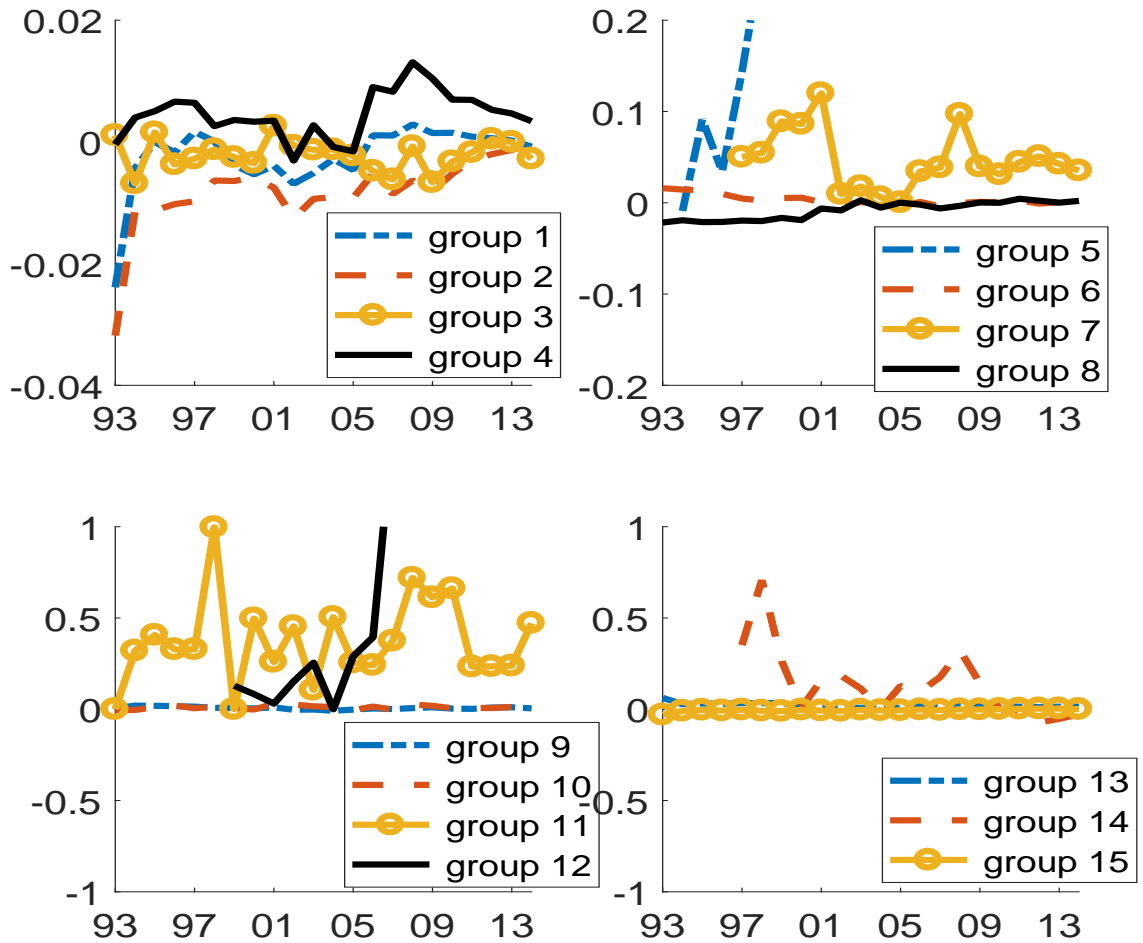 0.02
0
-0.02
-0.04
93 97 01 05 09 13
group 1
group 2
group 3
group 4
0.2
0.1
0
-0.1
-0.2
93 97 01 05 09 13
group 5
group 6
group 7
group 8
1
0.5
0
-0.5
-1
93 97 01 05 09 13
group 9
group 10
group 11
group 12
1
0.5
0
-0.5
-1
93 97 01 05 09 13
group 13
group 14
group 15